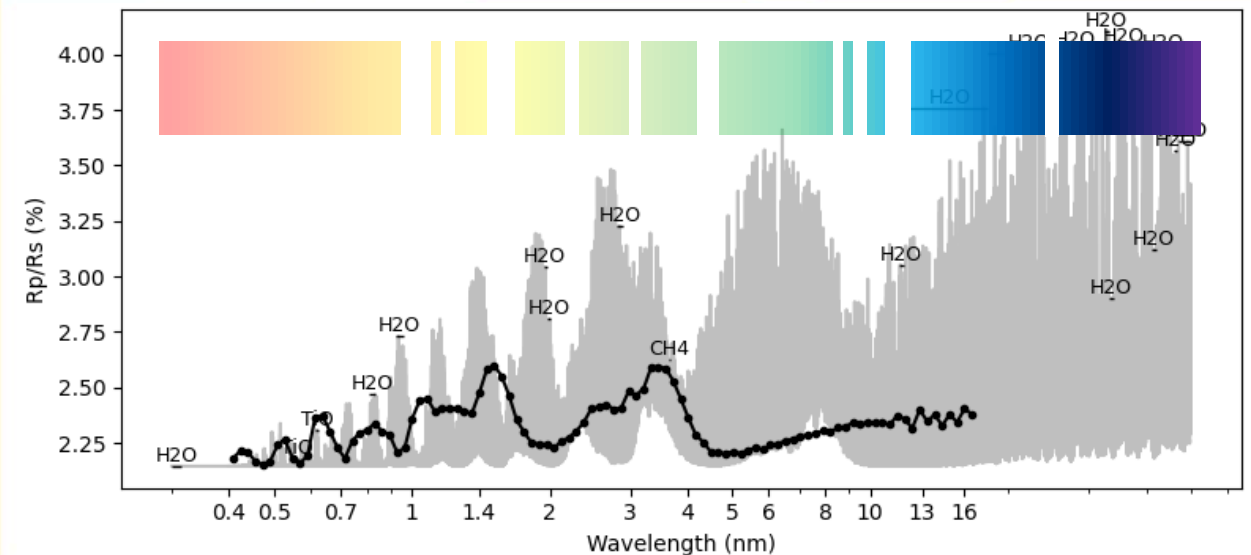 H2O
4.00
H2O H2O H2O H2O
3.75
H2O
3.50
H2O
3.25
H2O
H2O
3.00
H2O
H2O
H2O
2.75
H2O
H2O
CH4
2.50
H2O
TiO
2.25
H2O
TiO
Rp/Rs (%)
0.4 0.5 0.7 1 1.4 2 3 4 5 6 8 10 13 16
Wavelength (nm)